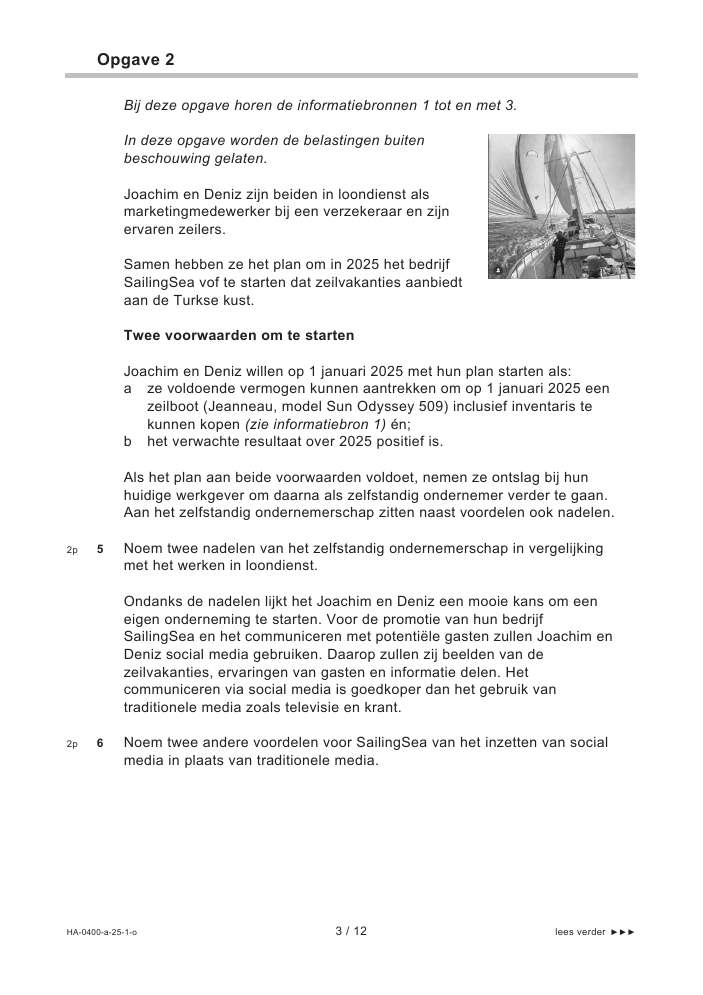 Opgave 2
Bij deze opgave horen de informatiebronnen 1 tot en met 3.
In deze opgave worden de belastingen buiten
beschouwing gelaten.
Joachim en Deniz zijn beiden in loondienst als
marketingmedewerker bij een verzekeraar en zijn
ervaren zeilers.
Samen hebben ze het plan om in 2025 het bedrijf
SailingSea vof te starten dat zeilvakanties aanbiedt
aan de Turkse kust.
Twee voorwaarden om te starten
Joachim en Deniz willen op 1 januari 2025 met hun plan starten als:
a ze voldoende vermogen kunnen aantrekken om op 1 januari 2025 een
zeilboot (Jeanneau, model Sun Odyssey 509) inclusief inventaris te
kunnen kopen (zie informatiebron 1) én;
b het verwachte resultaat over 2025 positief is.
Als het plan aan beide voorwaarden voldoet, nemen ze ontslag bij hun
huidige werkgever om daarna als zelfstandig ondernemer verder te gaan.
Aan het zelfstandig ondernemerschap zitten naast voordelen ook nadelen.
2p 5 Noem twee nadelen van het zelfstandig ondernemerschap in vergelijking
met het werken in loondienst.
Ondanks de nadelen lijkt het Joachim en Deniz een mooie kans om een
eigen onderneming te starten. Voor de promotie van hun bedrijf
SailingSea en het communiceren met potentiële gasten zullen Joachim en
Deniz social media gebruiken. Daarop zullen zij beelden van de
zeilvakanties, ervaringen van gasten en informatie delen. Het
communiceren via social media is goedkoper dan het gebruik van
traditionele media zoals televisie en krant.
2p 6 Noem twee andere voordelen voor SailingSea van het inzetten van social
media in plaats van traditionele media.
HA-0400-a-25-1-o 3 / 12 lees verder ►►►